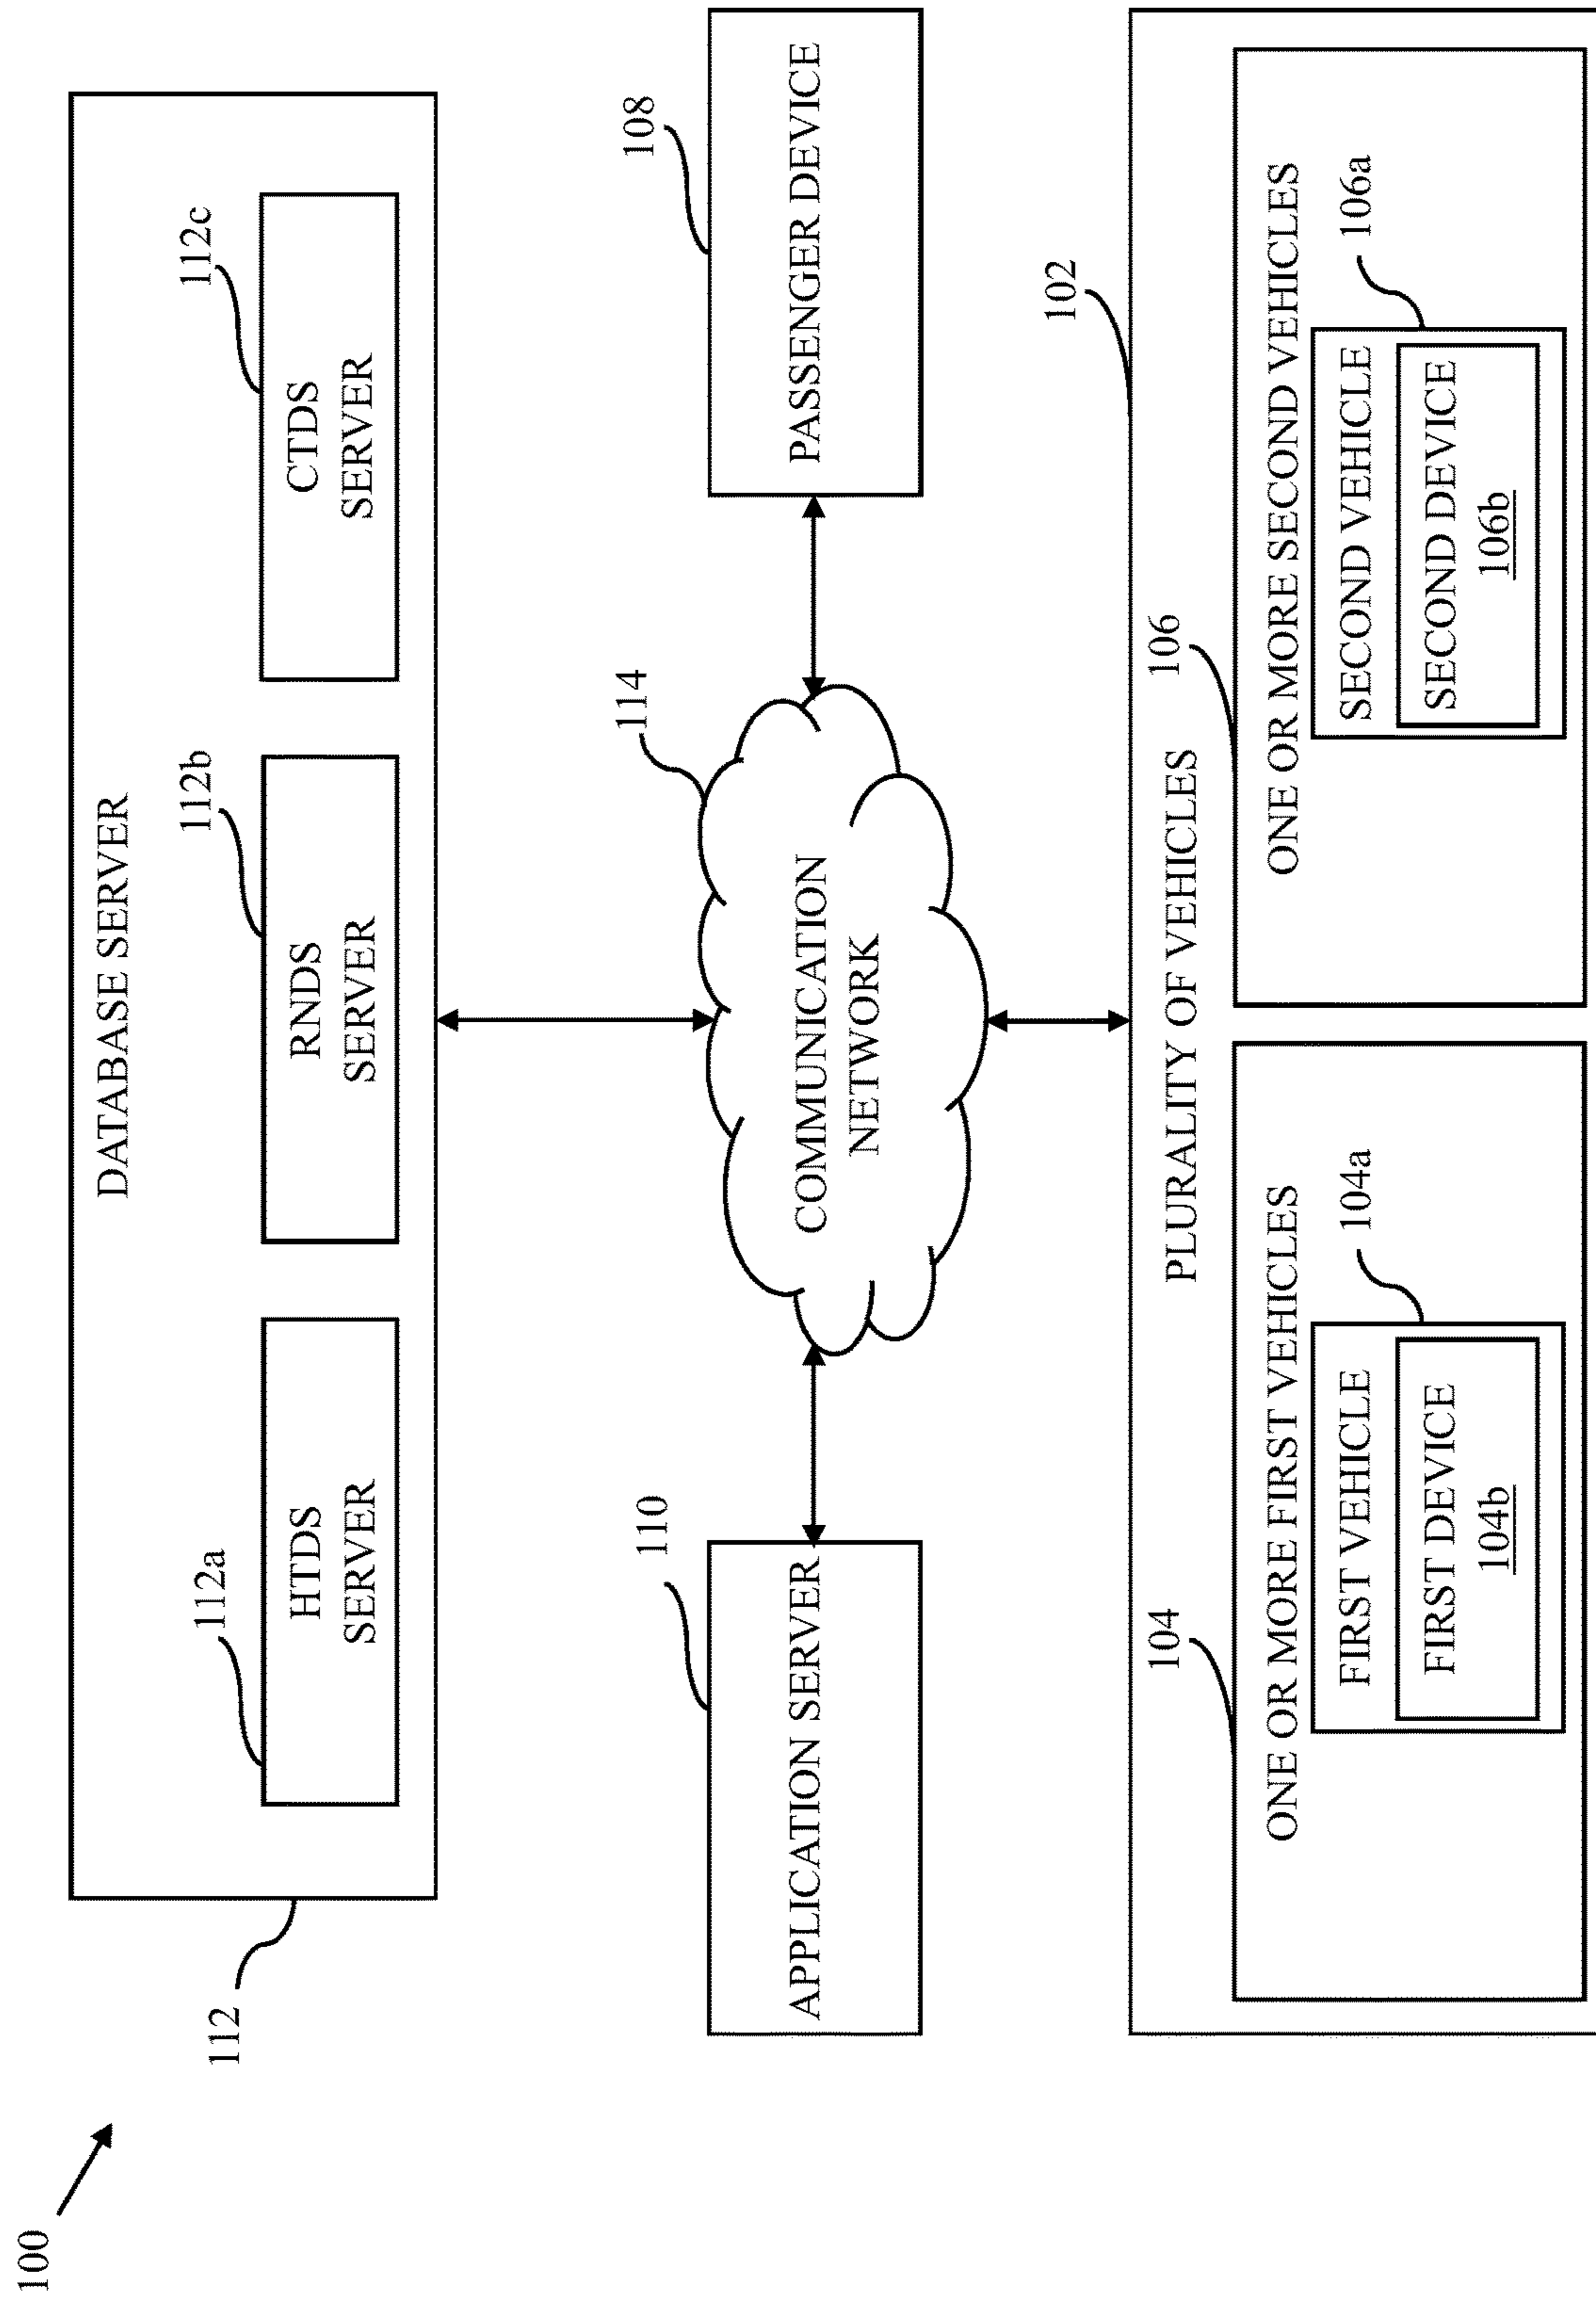 100
112
DATABASE SERVER
112a
HTDS
SERVER
112b
RNDS
SERVER
112c
CTDS
SERVER
110
APPLICATION SERVER
114
COMMUNICATION
NETWORK
108
PASSENGER DEVICE
102
PLURALITY OF VEHICLES
104
ONE OR MORE FIRST VEHICLES
104a
FIRST VEHICLE
FIRST DEVICE
104b
106
ONE OR MORE SECOND VEHICLES
106a
SECOND VEHICLE
SECOND DEVICE
106b